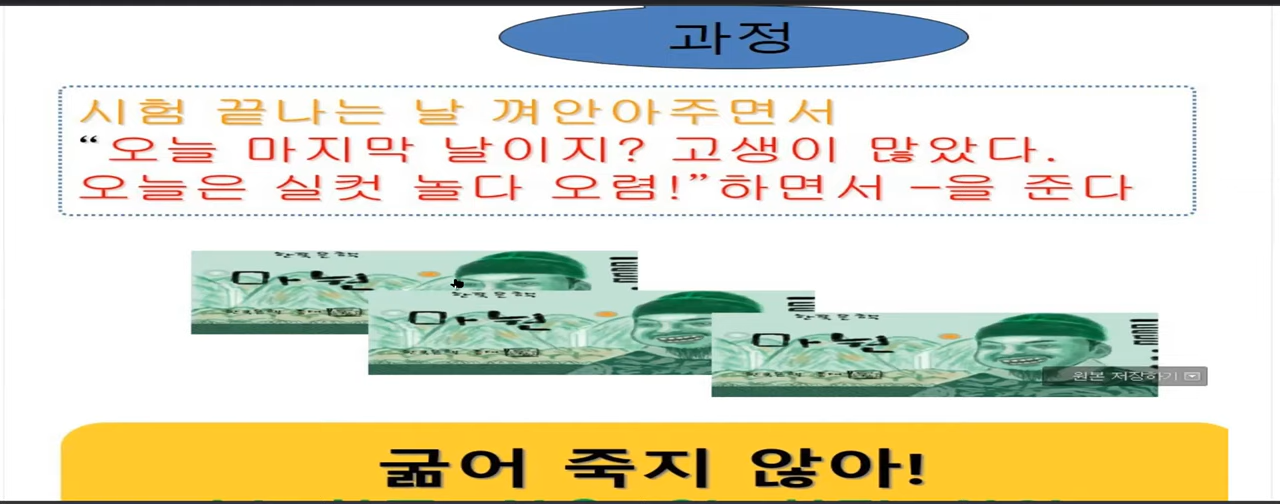 과정
시험 끝나는 날 껴안아주면서
“오늘 마지막 날이지? 고생이 많았다.
오늘은 실컷 놀다 오렴!”하면서 –을 준다
마눤
마눤
마눤
원본 저장하기
굶어 죽지 않아!